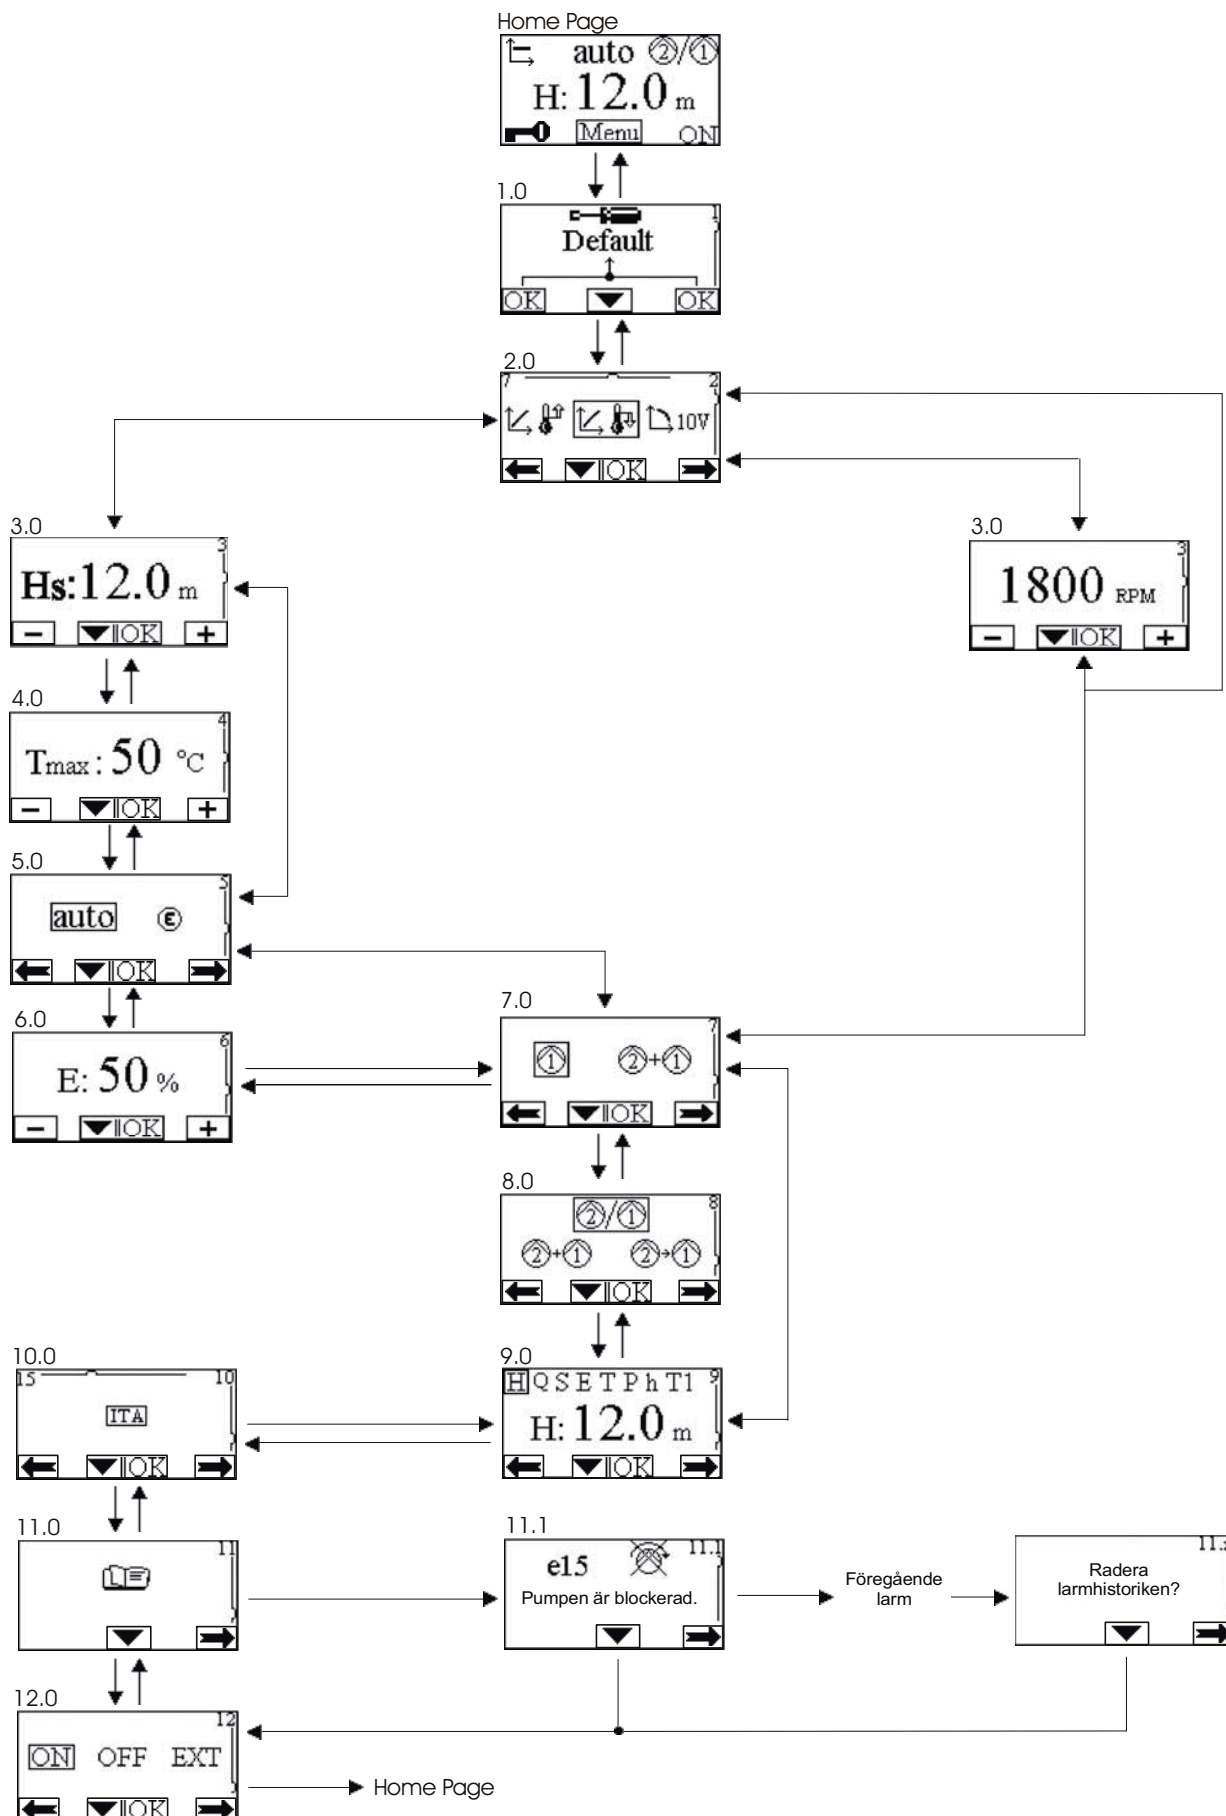 Home Page
auto 2/1
H: 12.0 m
Menu ON
1.0
1
Default
OK OK
2.0
7 2
10V
OK
3.0
3
Hs:12.0 m
− OK +
3.0
3
1800 RPM
− OK +
4.0
4
Tmax: 50 °C
− OK +
5.0
5
auto E
OK
6.0
6
E: 50 %
− OK +
7.0
7
1 2+1
OK
8.0
8
2/1
2+1 2→1
OK
9.0
9
H Q S E T P h T1
H: 12.0 m
OK
10.0
15 10
ITA
OK
11.0
11
11.1
11.1
e15
Pumpen är blockerad.
Föregående
larm
Radera
larmhistoriken?
12.0
12
ON OFF EXT
OK
Home Page